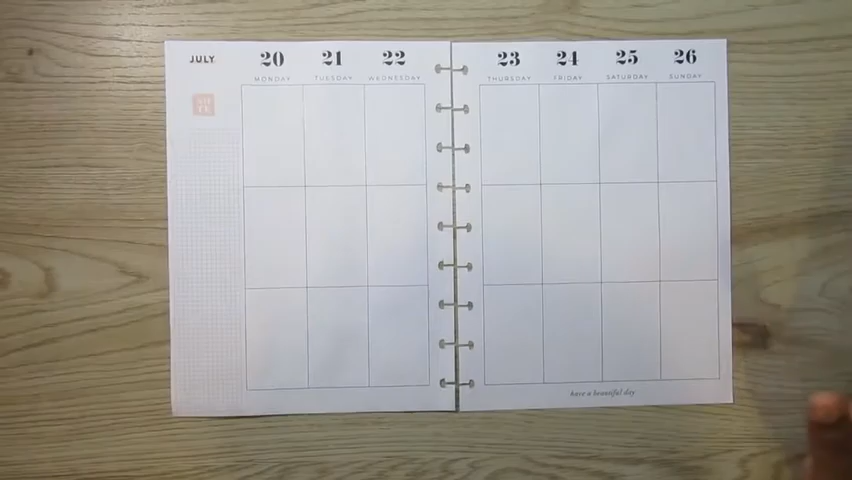 JULY
20 21 22
MONDAY TUESDAY WEDNESDAY
23 24 25 26
THURSDAY FRIDAY SATURDAY SUNDAY
have a beautiful day